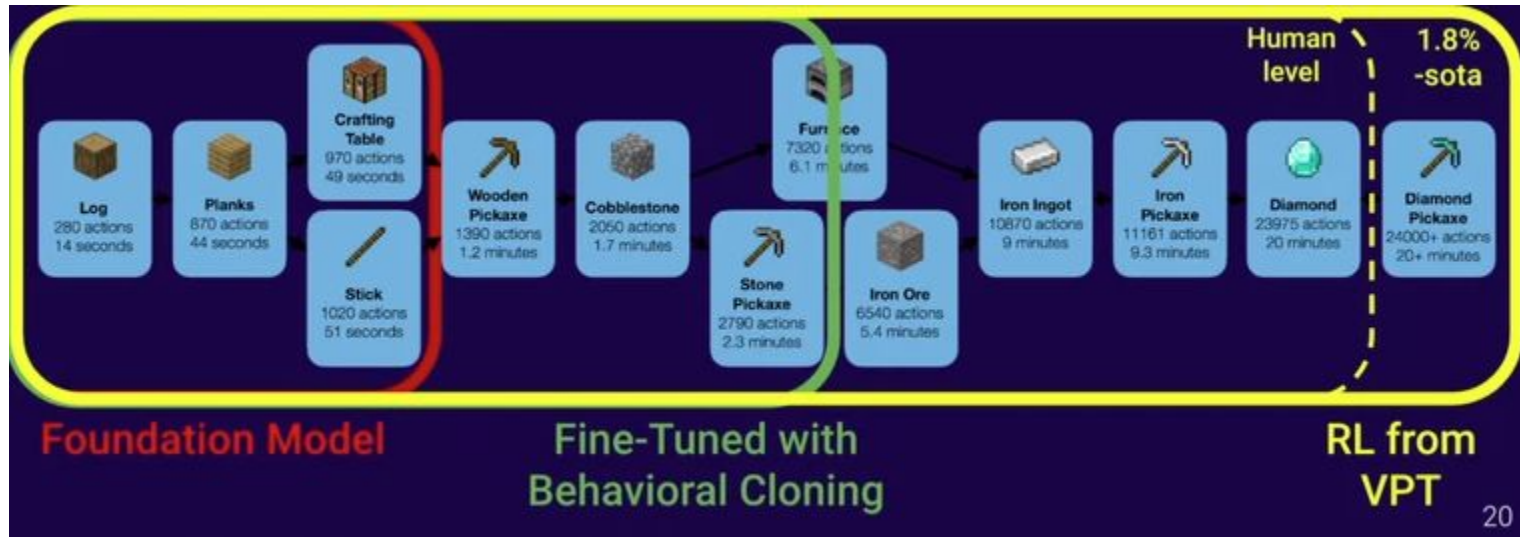 Human
level
1.8%
-sota
Crafting
Table
970 actions
49 seconds
Furnace
7320 actions
6.1 minutes
Log
280 actions
14 seconds
Planks
870 actions
44 seconds
Wooden
Pickaxe
1390 actions
1.2 minutes
Cobblestone
2050 actions
1.7 minutes
Iron Ingot
10870 actions
9 minutes
Iron
Pickaxe
11161 actions
9.3 minutes
Diamond
23975 actions
20 minutes
Diamond
Pickaxe
24000+ actions
20+ minutes
Stick
1020 actions
51 seconds
Stone
Pickaxe
2790 actions
2.3 minutes
Iron Ore
6540 actions
5.4 minutes
Foundation Model
Fine-Tuned with
Behavioral Cloning
RL from
VPT
20